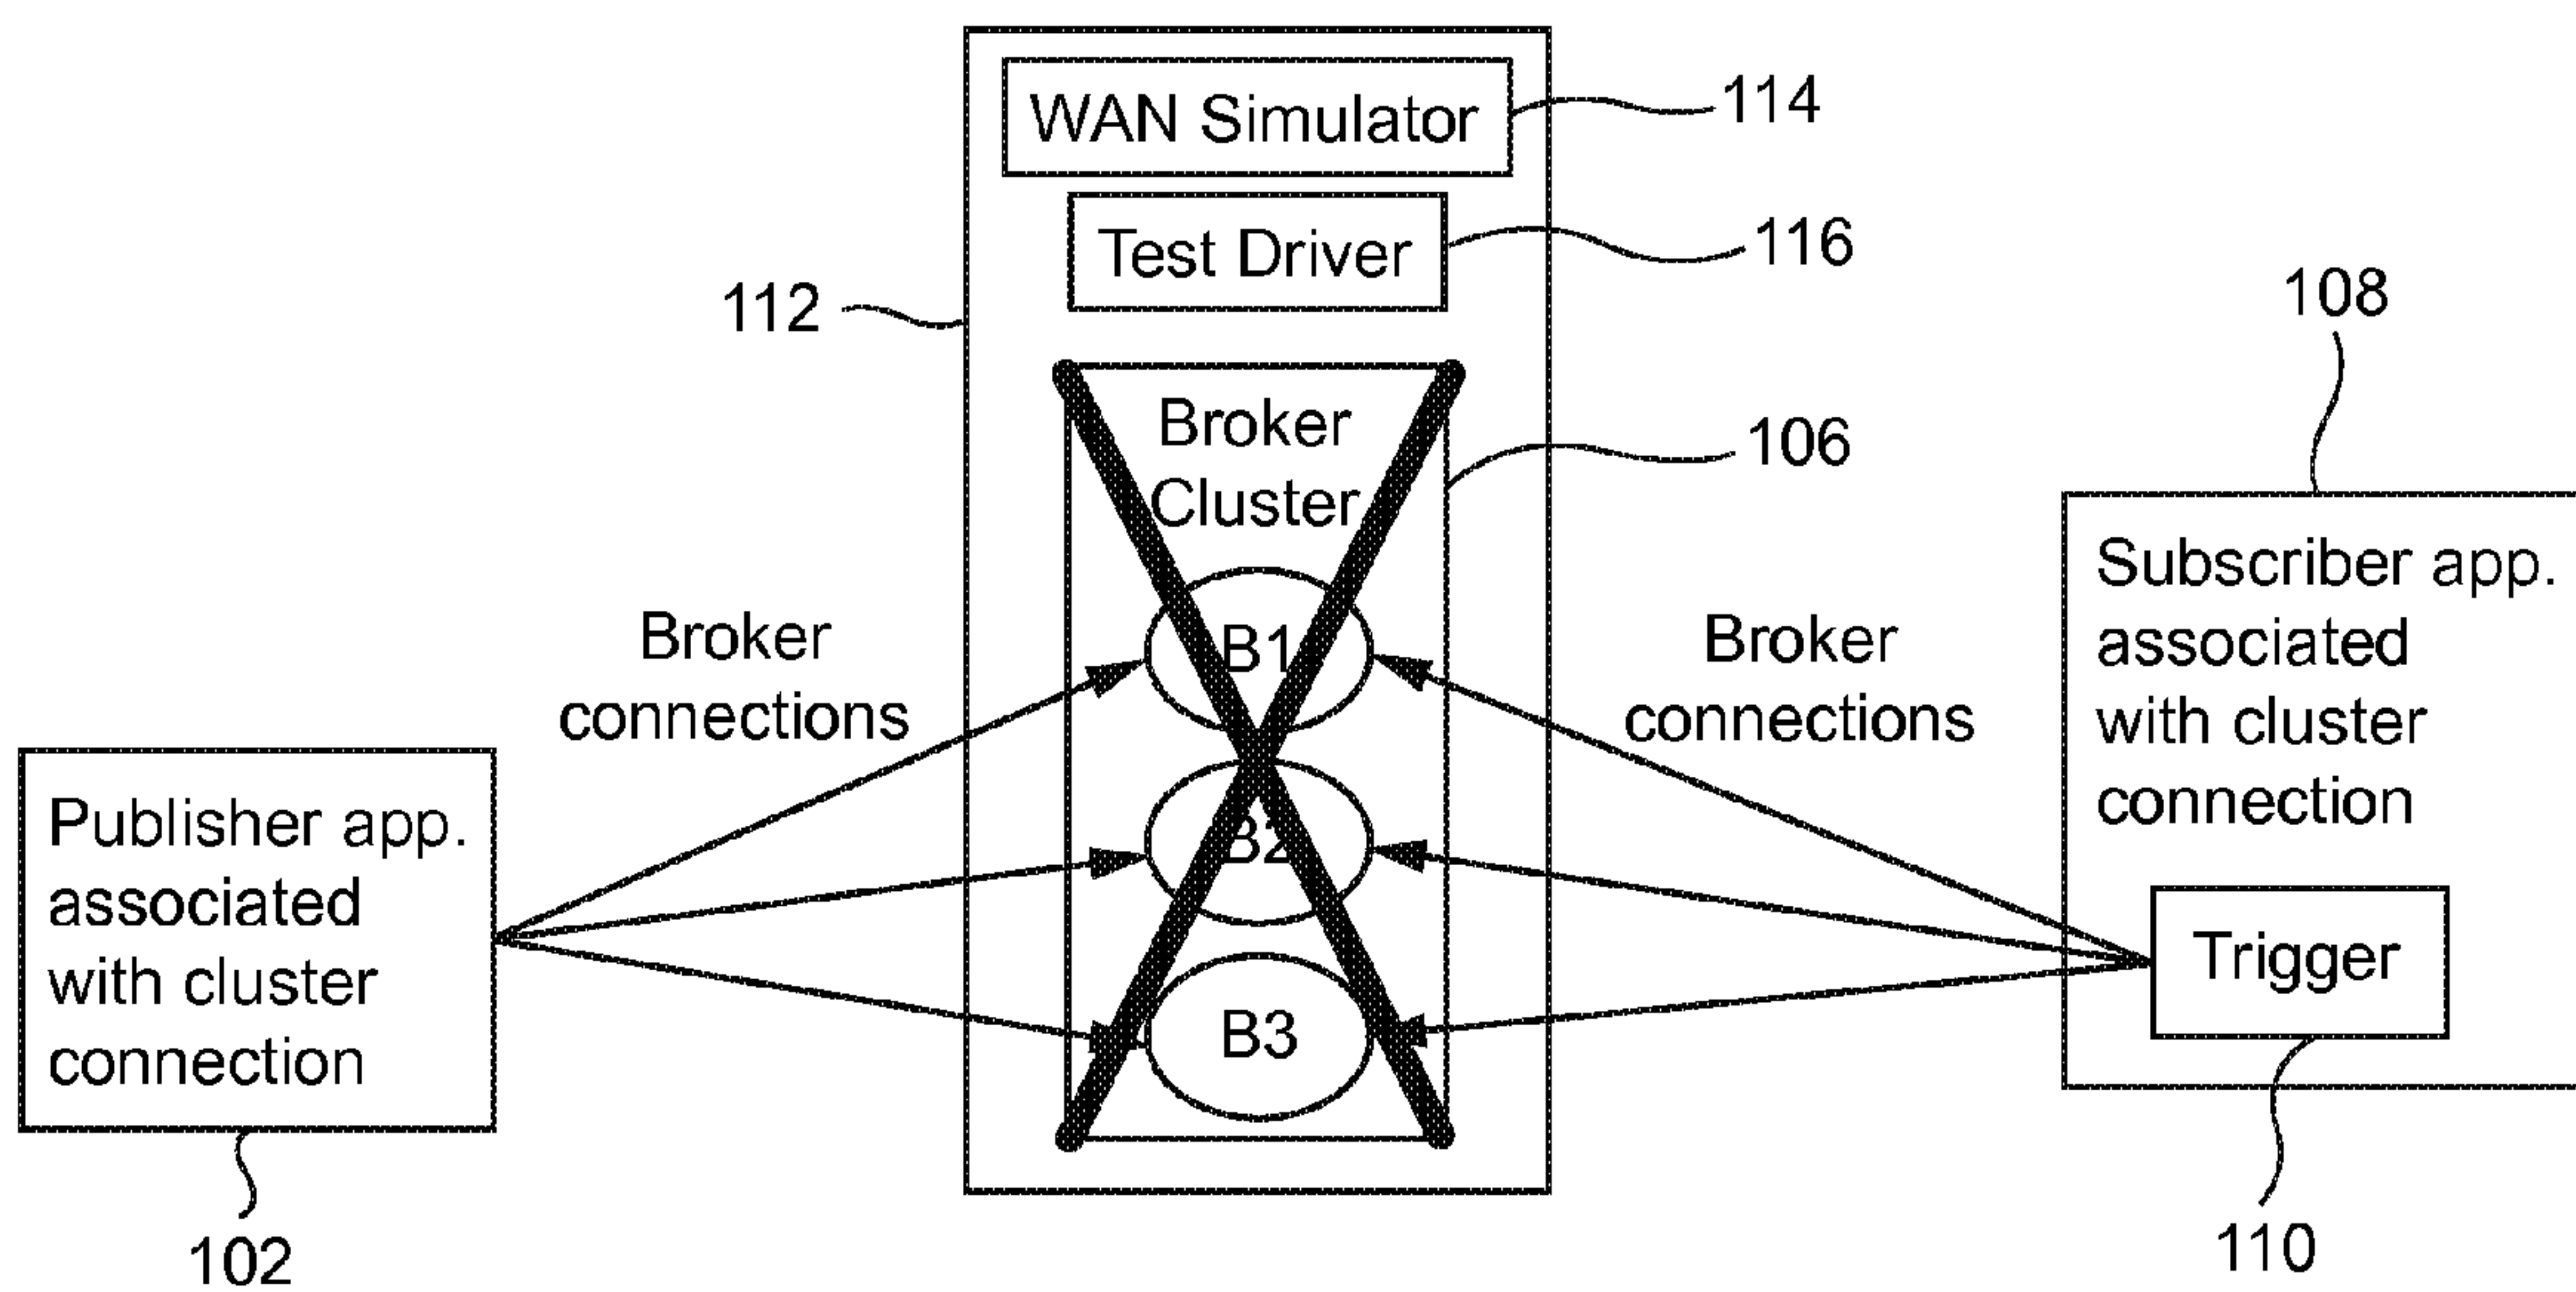 WAN Simulator
114
Test Driver
116
112
108
Broker
Cluster
106
Subscriber app.
associated
with cluster
connection
Broker
connections
B1
Broker
connections
Publisher app.
associated
with cluster
connection
B2
Trigger
B3
102
110